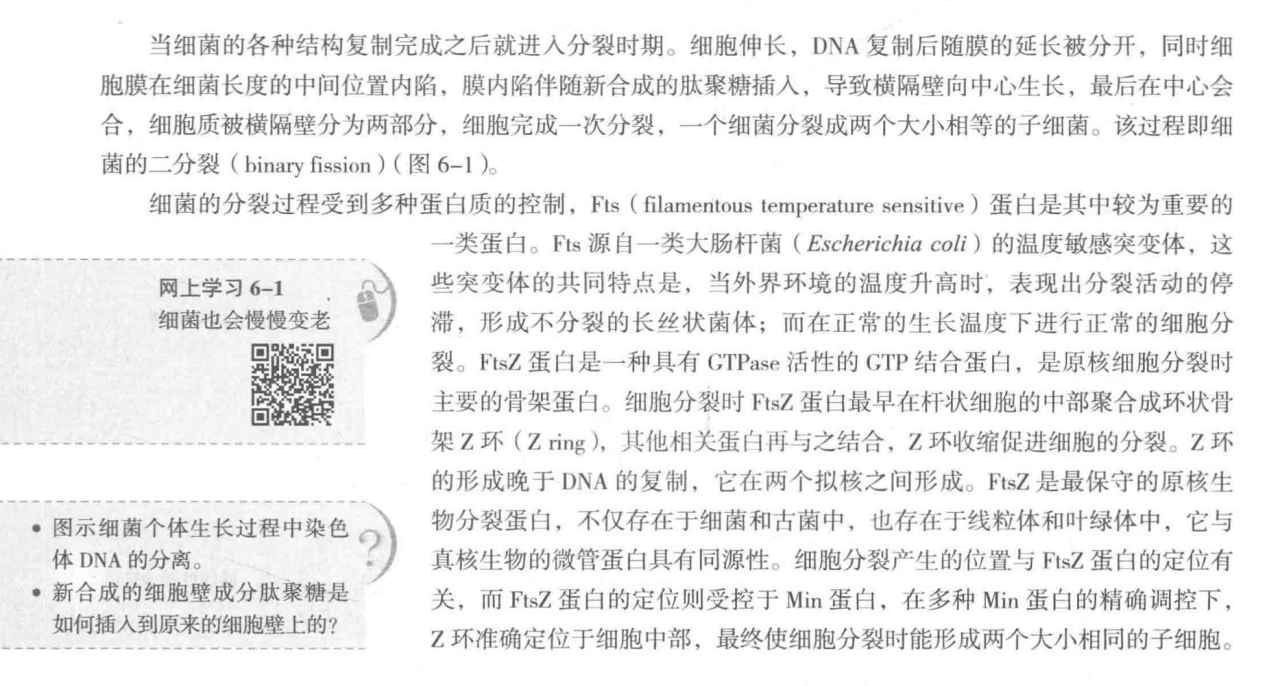 当细菌的各种结构复制完成之后就进入分裂时期。细胞伸长，DNA 复制后随膜的延长被分开，同时细
胞膜在细菌长度的中间位置内陷，膜内陷伴随新合成的肽聚糖插入，导致横隔壁向中心生长，最后在中心会
合，细胞质被横隔壁分为两部分，细胞完成一次分裂，一个细菌分裂成两个大小相等的子细菌。该过程即细
菌的二分裂（binary fission）（图 6-1）。
细菌的分裂过程受到多种蛋白质的控制，Fts（filamentous temperature sensitive）蛋白是其中较为重要的
一类蛋白。Fts 源自一类大肠杆菌（Escherichia coli）的温度敏感突变体，这
些突变体的共同特点是，当外界环境的温度升高时，表现出分裂活动的停
滞，形成不分裂的长丝状菌体；而在正常的生长温度下进行正常的细胞分
裂。FtsZ 蛋白是一种具有 GTPase 活性的 GTP 结合蛋白，是原核细胞分裂时
主要的骨架蛋白。细胞分裂时 FtsZ 蛋白最早在杆状细胞的中部聚合成环状骨
架 Z 环（Z ring），其他相关蛋白再与之结合，Z 环收缩促进细胞的分裂。Z 环
的形成晚于 DNA 的复制，它在两个拟核之间形成。FtsZ 是最保守的原核生
物分裂蛋白，不仅存在于细菌和古菌中，也存在于线粒体和叶绿体中，它与
真核生物的微管蛋白具有同源性。细胞分裂产生的位置与 FtsZ 蛋白的定位有
关，而 FtsZ 蛋白的定位则受控于 Min 蛋白，在多种 Min 蛋白的精确调控下，
Z 环准确定位于细胞中部，最终使细胞分裂时能形成两个大小相同的子细胞。
网上学习 6-1
细菌也会慢慢变老
• 图示细菌个体生长过程中染色
体 DNA 的分离。
• 新合成的细胞壁成分肽聚糖是
如何插入到原来的细胞壁上的?
?